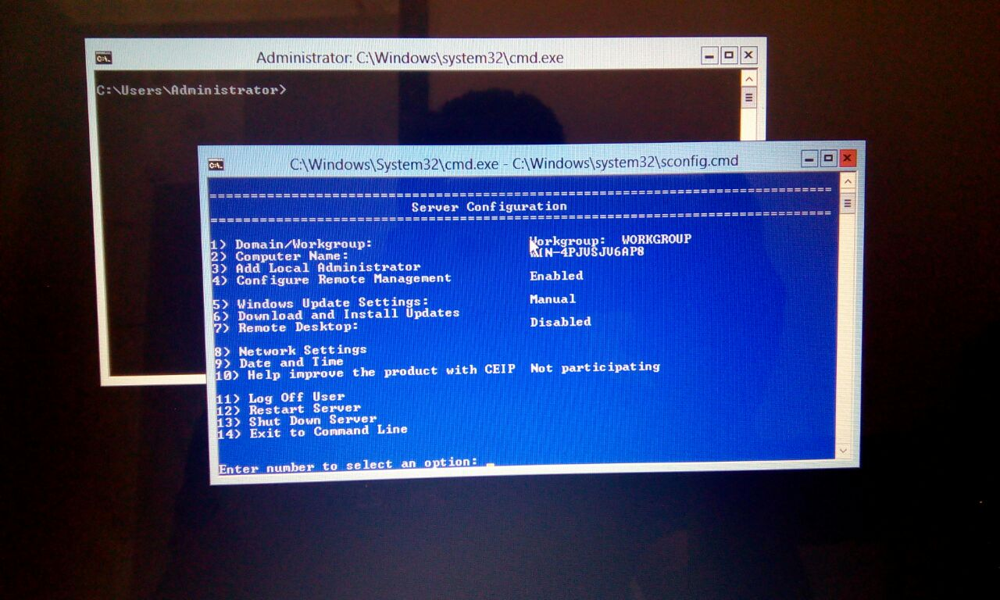 Administrator: C:\Windows\system32\cmd.exe
C:\Users\Administrator>
C:\Windows\System32\cmd.exe - C:\Windows\system32\sconfig.cmd
===============================================================================
Server Configuration
===============================================================================
1) Domain/Workgroup: Workgroup: WORKGROUP
2) Computer Name: WIN-4PJVSJV6AP8
3) Add Local Administrator
4) Configure Remote Management Enabled
5) Windows Update Settings: Manual
6) Download and Install Updates
7) Remote Desktop: Disabled
8) Network Settings
9) Date and Time
10) Help improve the product with CEIP Not participating
11) Log Off User
12) Restart Server
13) Shut Down Server
14) Exit to Command Line
Enter number to select an option: _